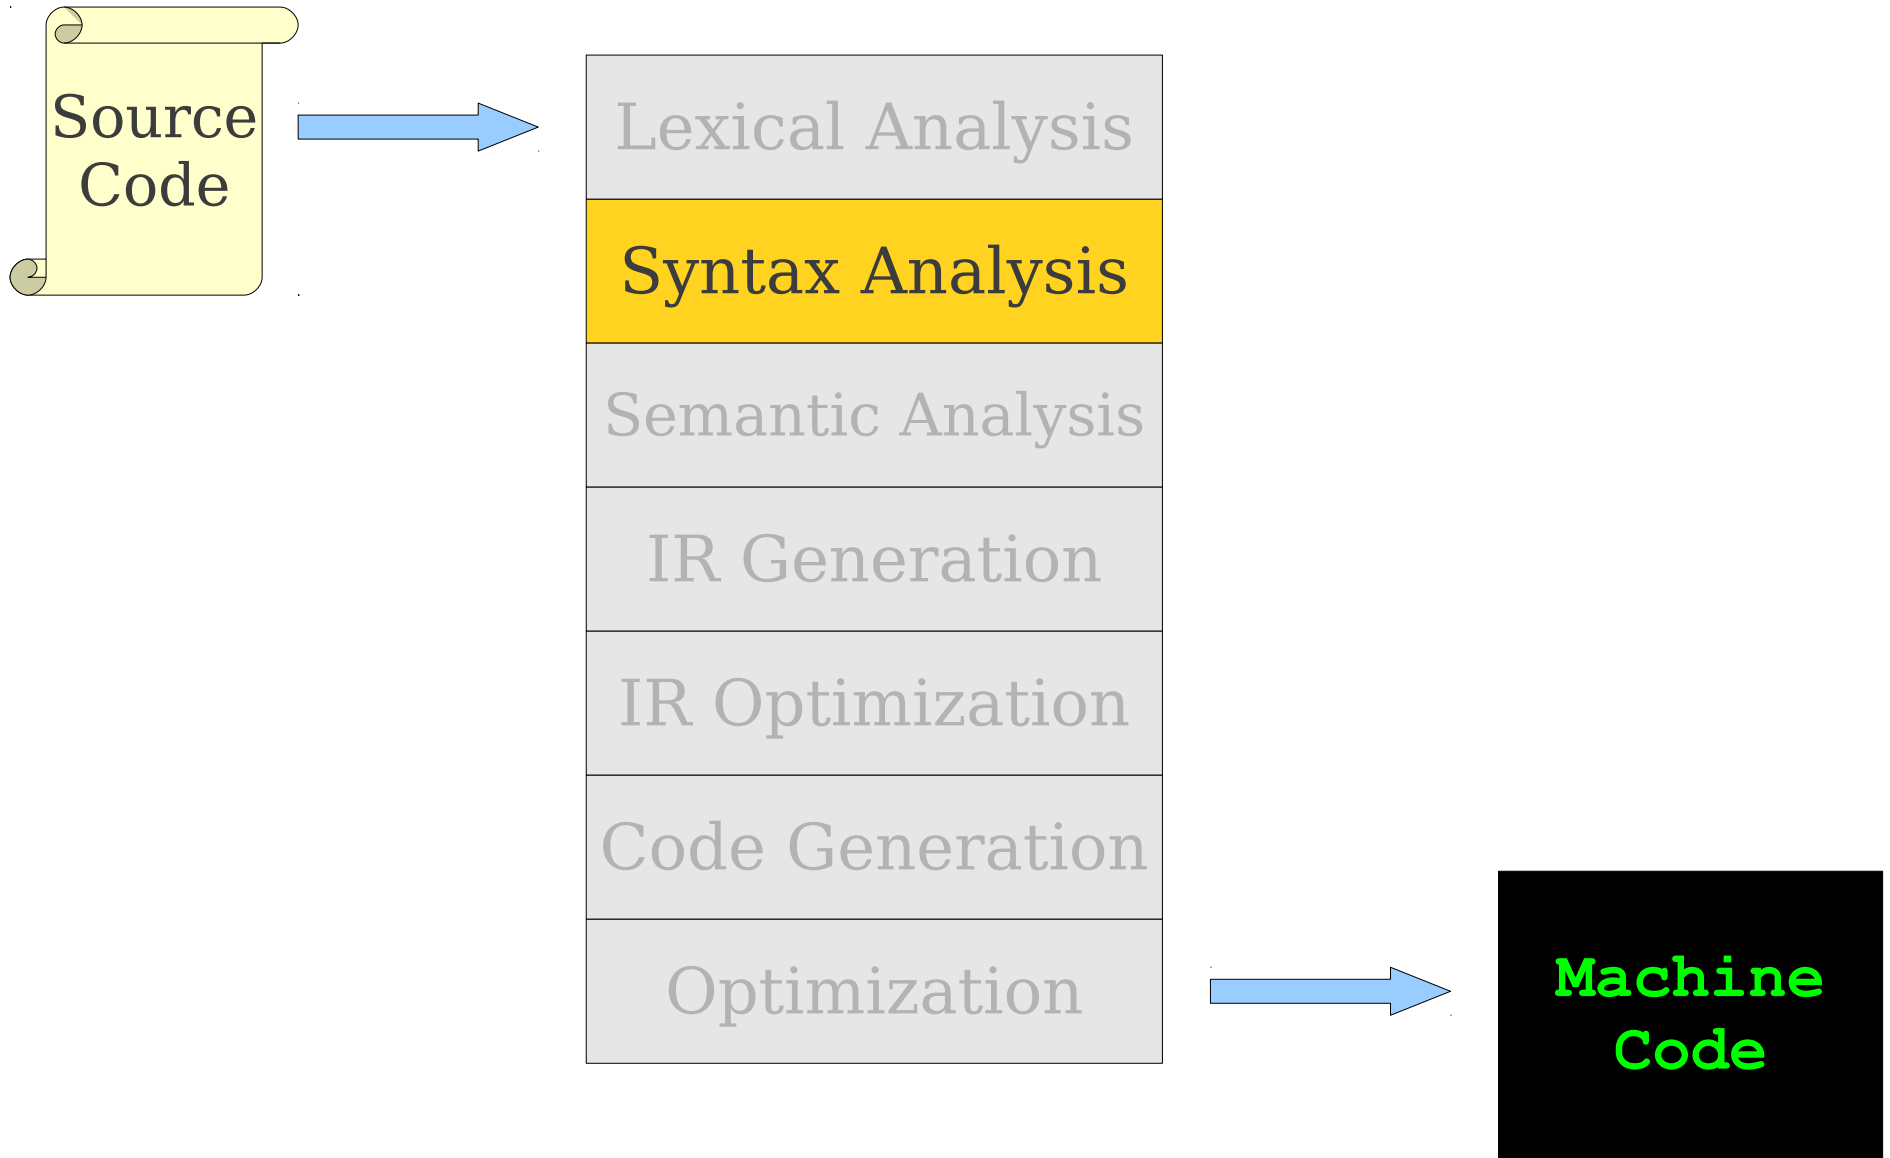 Source
Code
Lexical Analysis
Syntax Analysis
Semantic Analysis
IR Generation
IR Optimization
Code Generation
Optimization
Machine
Code